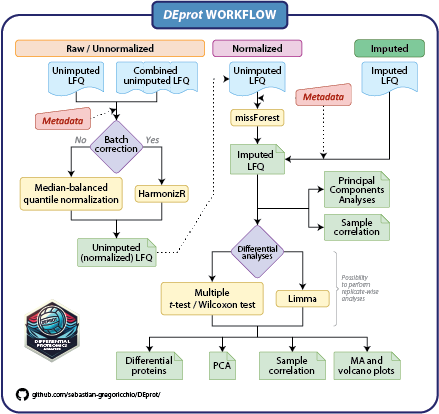 DEprot WORKFLOW
Raw / Unnormalized
Normalized
Imputed
Unimputed
LFQ
Combined
unimputed LFQ
Unimputed
LFQ
Imputed
LFQ
Metadata
Metadata
missForest
No
Batch
correction
Yes
Imputed
LFQ
Median-balanced
quantile normalization
HarmonizR
Principal
Components
Analyses
Sample
correlation
Unimputed
(normalized) LFQ
Differential
analyses
Multiple
t-test / Wilcoxon test
Limma
Possibility
to perform
replicate-wise
analyses
DIFFERENTIAL
PROTEOMICS
Differential
proteins
PCA
Sample
correlation
MA and
volcano plots
github.com/sebastian-gregoricchio/DEprot/